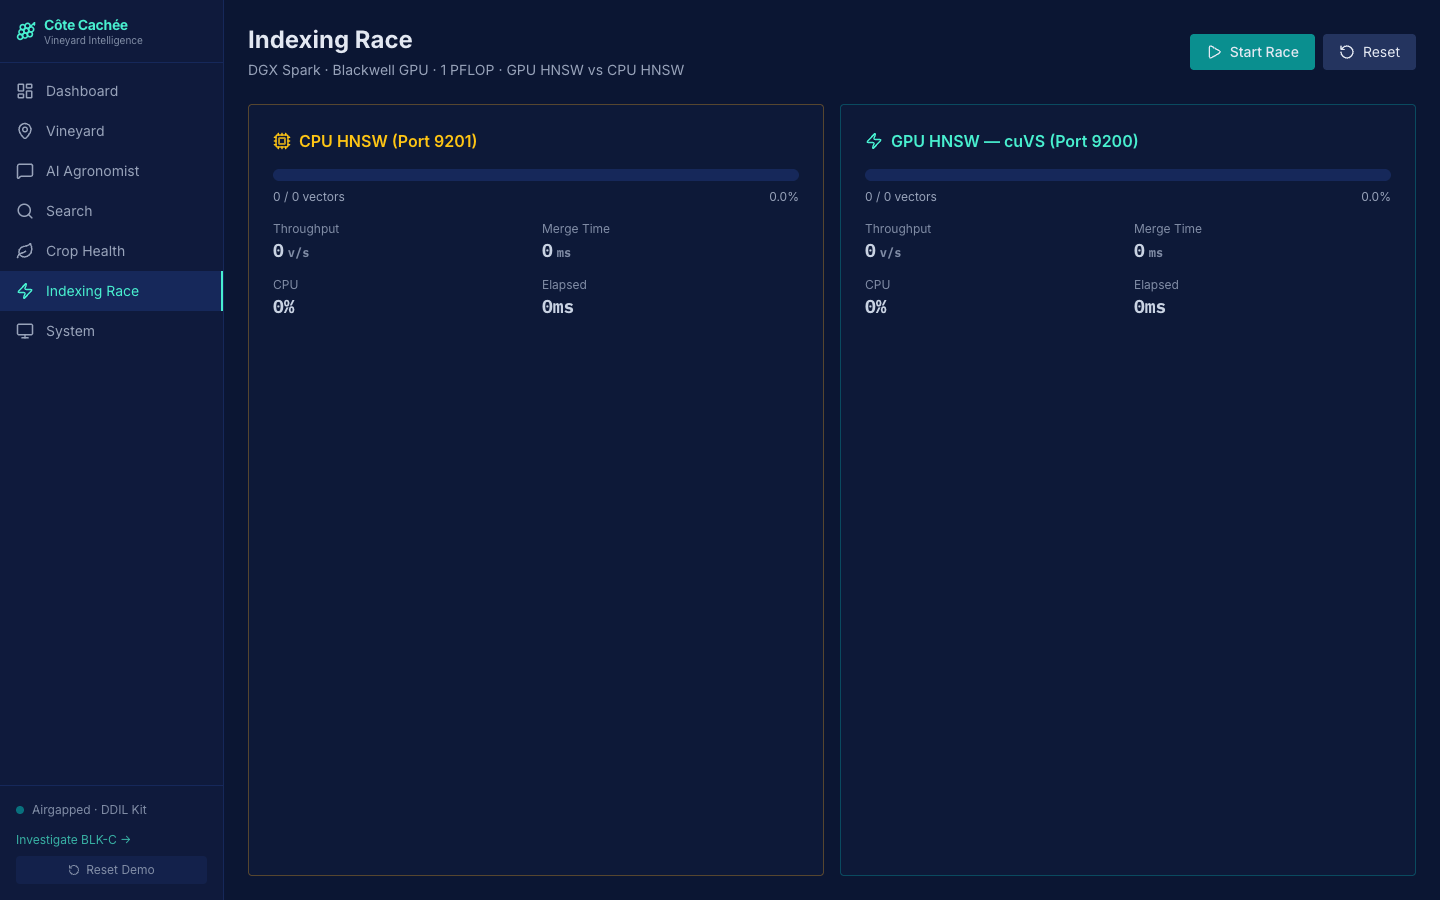 Côte Cachée
Vineyard Intelligence
Dashboard
Vineyard
AI Agronomist
Search
Crop Health
Indexing Race
System
Airgapped · DDIL Kit
Investigate BLK-C →
Reset Demo
Indexing Race
DGX Spark · Blackwell GPU · 1 PFLOP · GPU HNSW vs CPU HNSW
Start Race
Reset
CPU HNSW (Port 9201)
0 / 0 vectors 0.0%
Throughput Merge Time
0 v/s 0 ms
CPU Elapsed
0% 0ms
GPU HNSW — cuVS (Port 9200)
0 / 0 vectors 0.0%
Throughput Merge Time
0 v/s 0 ms
CPU Elapsed
0% 0ms